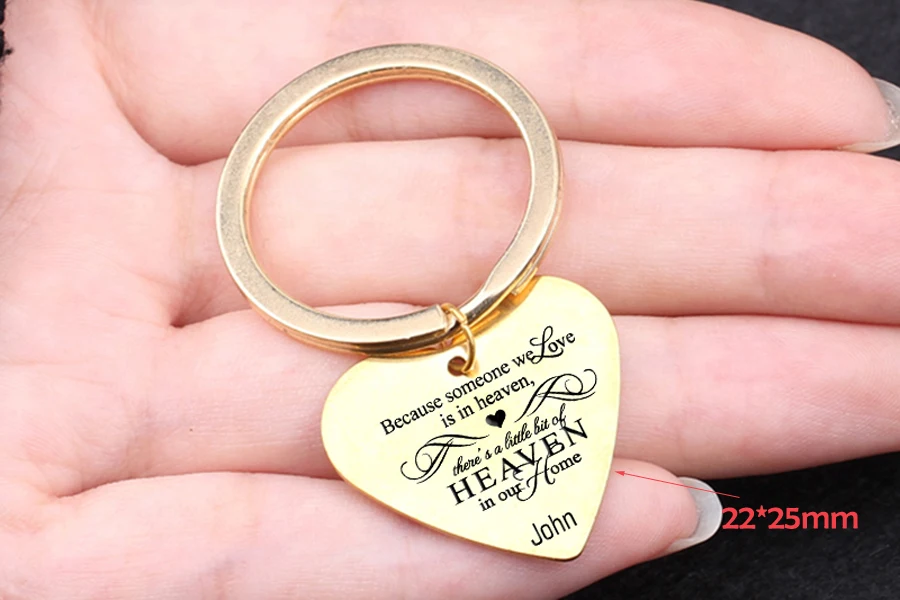 Because someone we Love
is in heaven,
there's a little bit of
HEAVEN
in our Home
John
22*25mm